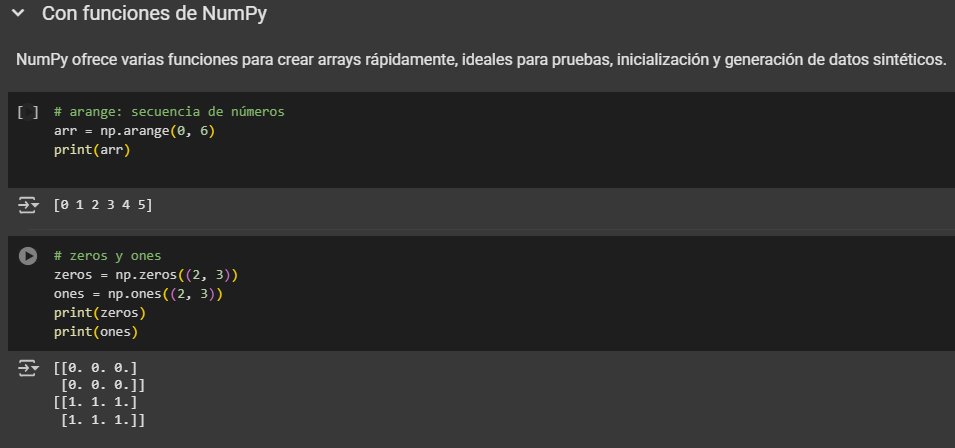 Con funciones de NumPy
NumPy ofrece varias funciones para crear arrays rápidamente, ideales para pruebas, inicialización y generación de datos sintéticos.
[ ] # arange: secuencia de números
arr = np.arange(0, 6)
print(arr)
[0 1 2 3 4 5]
# zeros y ones
zeros = np.zeros((2, 3))
ones = np.ones((2, 3))
print(zeros)
print(ones)
[[0. 0. 0.]
 [0. 0. 0.]]
[[1. 1. 1.]
 [1. 1. 1.]]